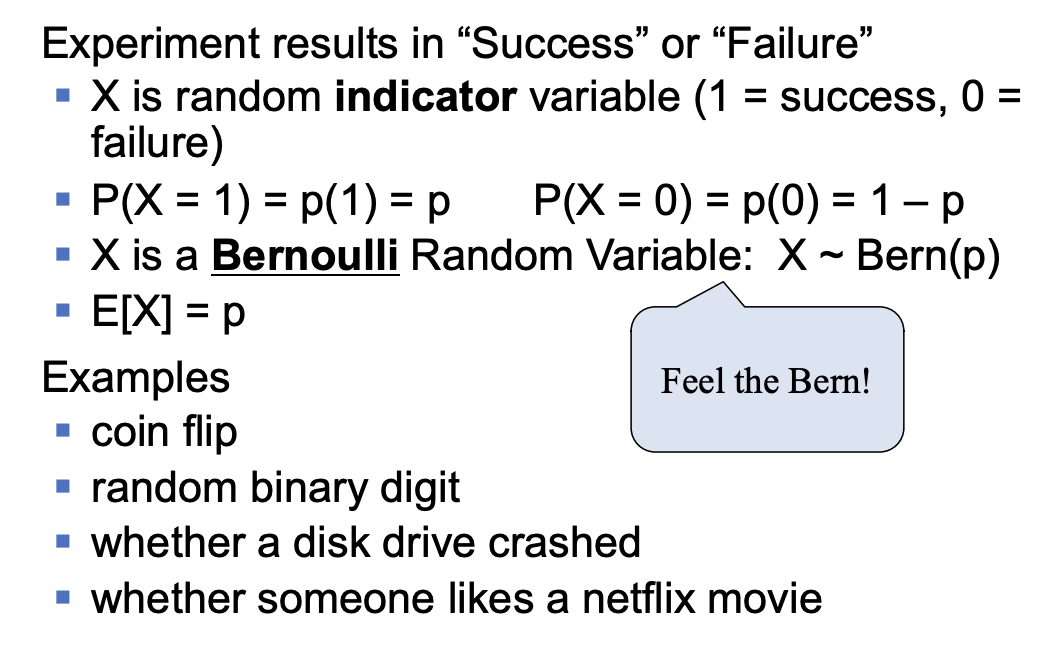 Experiment results in “Success” or “Failure”
▪ X is random indicator variable (1 = success, 0 =
failure)
▪ P(X = 1) = p(1) = p P(X = 0) = p(0) = 1 – p
▪ X is a Bernoulli Random Variable: X ~ Bern(p)
▪ E[X] = p
Feel the Bern!
Examples
▪ coin flip
▪ random binary digit
▪ whether a disk drive crashed
▪ whether someone likes a netflix movie